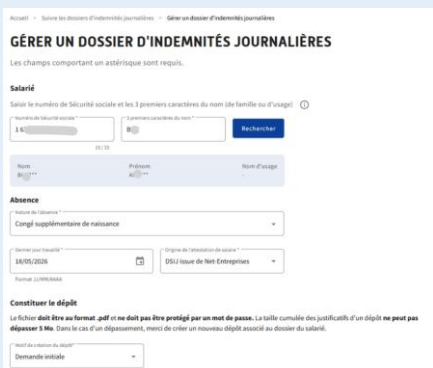 Accueil > Suivre les dossiers d'indemnités journalières > Gérer un dossier d'indemnités journalières
GÉRER UN DOSSIER D'INDEMNITÉS JOURNALIÈRES
Les champs comportant un astérisque sont requis.
Salarié
Saisir le numéro de Sécurité sociale et les 3 premiers caractères du nom (de famille ou d'usage)
Numéro de Sécurité sociale * 3 premiers caractères du nom *
1 6 B Rechercher
15 / 15
Nom Prénom Nom d'usage
-
Absence
Nature de l'absence *
Congé supplémentaire de naissance
Dernier jour travaillé * Origine de l'attestation de salaire *
18/05/2026 DSIJ issue de Net-Entreprises
Format JJ/MM/AAAA
Constituer le dépôt
Le fichier doit être au format .pdf et ne doit pas être protégé par un mot de passe. La taille cumulée des justificatifs d'un dépôt ne peut pas
dépasser 5 Mo. Dans le cas d'un dépassement, merci de créer un nouveau dépôt associé au dossier du salarié.
Motif de création du dépôt*
Demande initiale